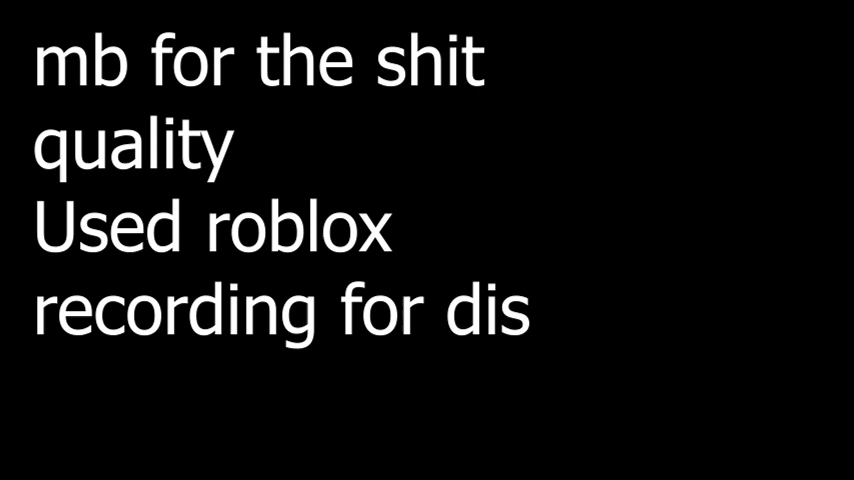 mb for the shit
quality
Used roblox
recording for dis